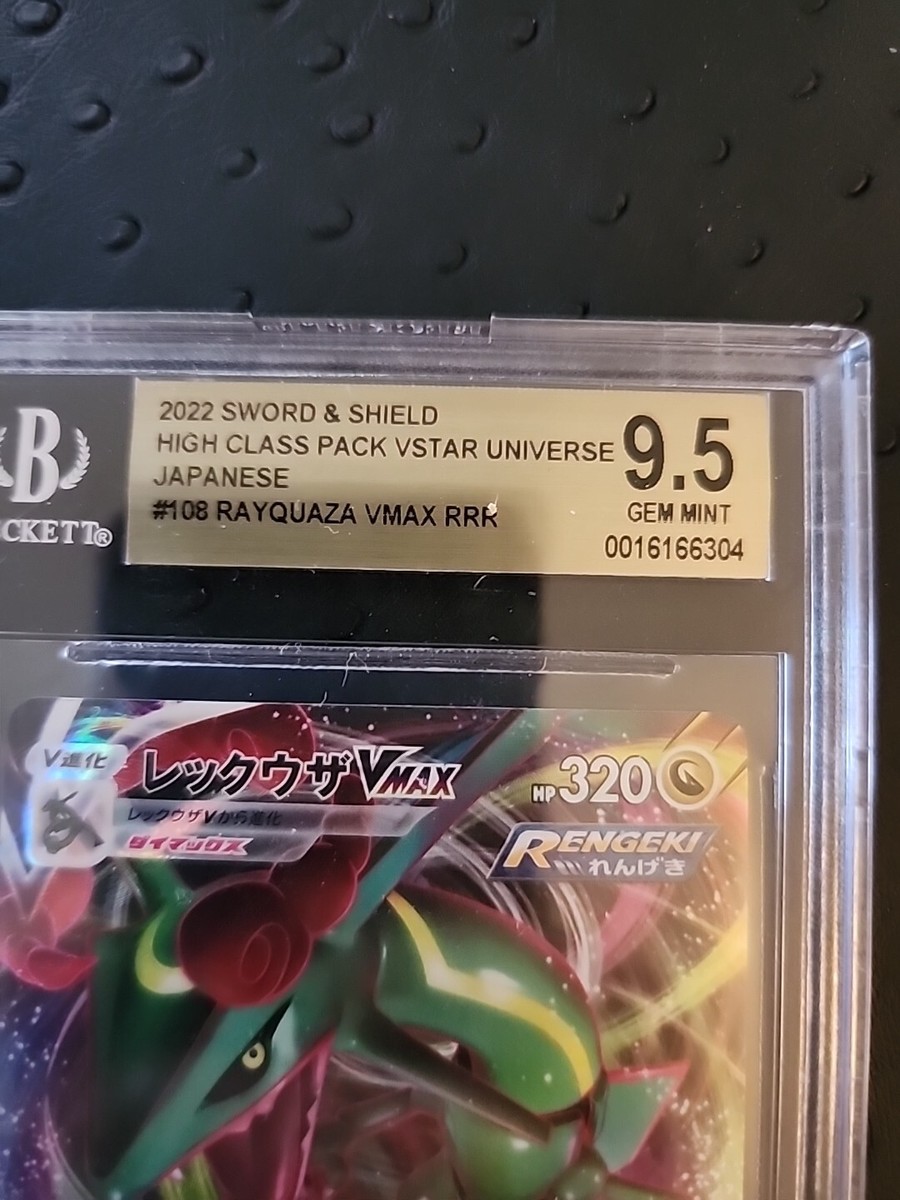 2022 SWORD & SHIELD
HIGH CLASS PACK VSTAR UNIVERSE
JAPANESE
#108 RAYQUAZA VMAX RRR
9.5
GEM MINT
0016166304
B
CKETT®
V進化
レックウザVMAX
HP320
レックウザVから進化
ダイマックス
RENGEKI
れんげき